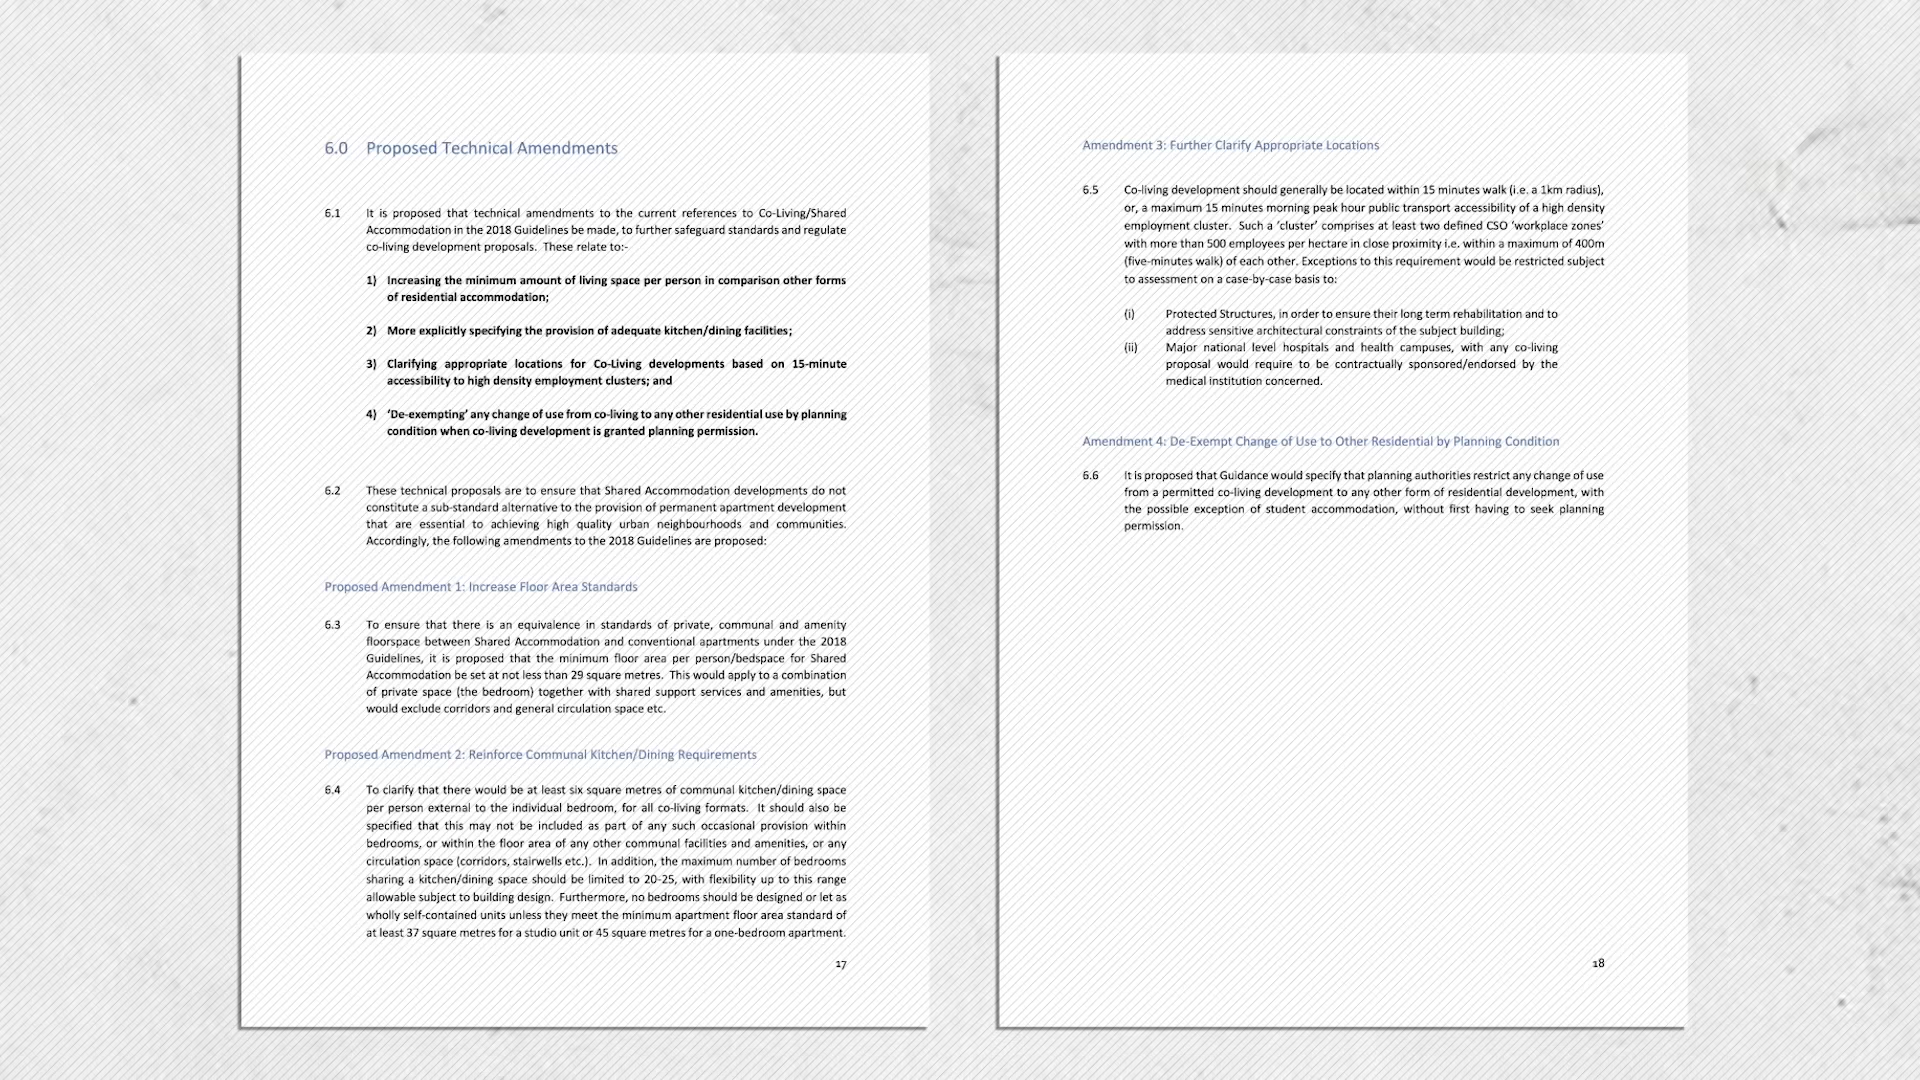 6.0 Proposed Technical Amendments
6.1 It is proposed that technical amendments to the current references to Co-Living/Shared
Accommodation in the 2018 Guidelines be made, to further safeguard standards and regulate
co-living development proposals. These relate to:-
1) Increasing the minimum amount of living space per person in comparison other forms
of residential accommodation;
2) More explicitly specifying the provision of adequate kitchen/dining facilities;
3) Clarifying appropriate locations for Co-Living developments based on 15-minute
accessibility to high density employment clusters; and
4) ‘De-exempting’ any change of use from co-living to any other residential use by planning
condition when co-living development is granted planning permission.
6.2 These technical proposals are to ensure that Shared Accommodation developments do not
constitute a sub-standard alternative to the provision of permanent apartment development
that are essential to achieving high quality urban neighbourhoods and communities.
Accordingly, the following amendments to the 2018 Guidelines are proposed:
Proposed Amendment 1: Increase Floor Area Standards
6.3 To ensure that there is an equivalence in standards of private, communal and amenity
floorspace between Shared Accommodation and conventional apartments under the 2018
Guidelines, it is proposed that the minimum floor area per person/bedspace for Shared
Accommodation be set at not less than 29 square metres. This would apply to a combination
of private space (the bedroom) together with shared support services and amenities, but
would exclude corridors and general circulation space etc.
Proposed Amendment 2: Reinforce Communal Kitchen/Dining Requirements
6.4 To clarify that there would be at least six square metres of communal kitchen/dining space
per person external to the individual bedroom, for all co-living formats. It should also be
specified that this may not be included as part of any such occasional provision within
bedrooms, or within the floor area of any other communal facilities and amenities, or any
circulation space (corridors, stairwells etc.). In addition, the maximum number of bedrooms
sharing a kitchen/dining space should be limited to 20-25, with flexibility up to this range
allowable subject to building design. Furthermore, no bedrooms should be designed or let as
wholly self-contained units unless they meet the minimum apartment floor area standard of
at least 37 square metres for a studio unit or 45 square metres for a one-bedroom apartment.
17
Amendment 3: Further Clarify Appropriate Locations
6.5 Co-living development should generally be located within 15 minutes walk (i.e. a 1km radius),
or, a maximum 15 minutes morning peak hour public transport accessibility of a high density
employment cluster. Such a ‘cluster’ comprises at least two defined CSO ‘workplace zones’
with more than 500 employees per hectare in close proximity i.e. within a maximum of 400m
(five-minutes walk) of each other. Exceptions to this requirement would be restricted subject
to assessment on a case-by-case basis to:
(i) Protected Structures, in order to ensure their long term rehabilitation and to
address sensitive architectural constraints of the subject building;
(ii) Major national level hospitals and health campuses, with any co-living
proposal would require to be contractually sponsored/endorsed by the
medical institution concerned.
Amendment 4: De-Exempt Change of Use to Other Residential by Planning Condition
6.6 It is proposed that Guidance would specify that planning authorities restrict any change of use
from a permitted co-living development to any other form of residential development, with
the possible exception of student accommodation, without first having to seek planning
permission.
18